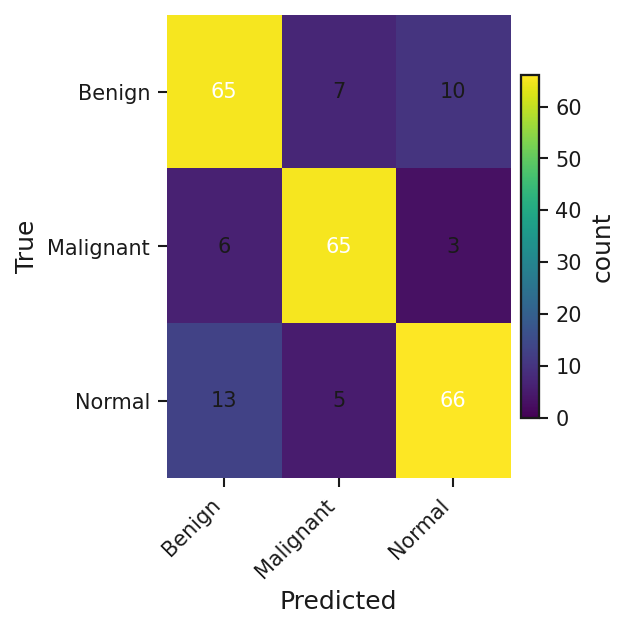 Benign 65 7 10
Malignant 6 65 3
Normal 13 5 66
Benign Malignant Normal
Predicted
True
60
50
40
30
20
10
0
count